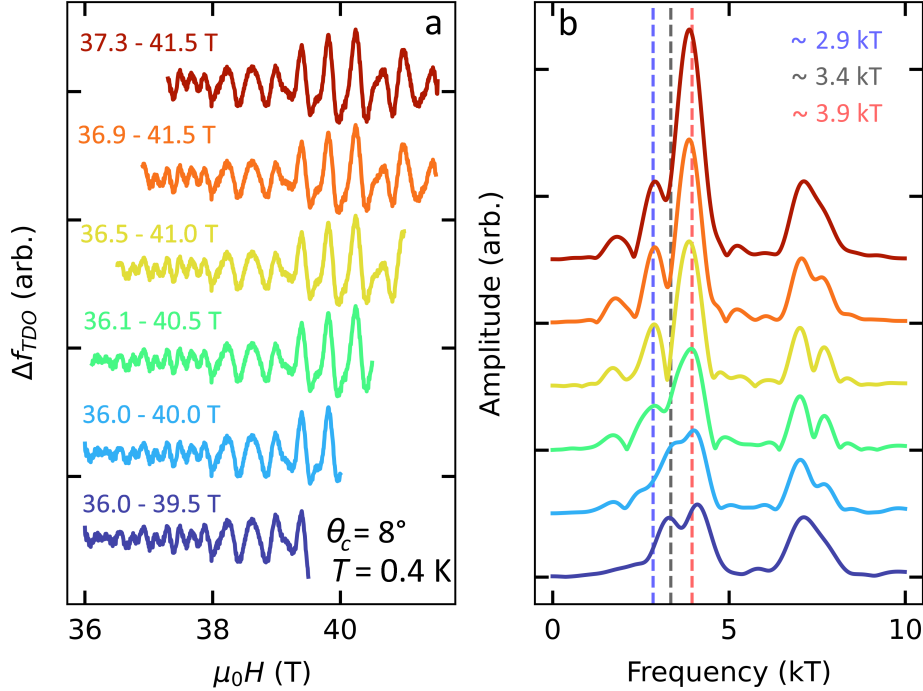 a
37.3 - 41.5 T
36.9 - 41.5 T
36.5 - 41.0 T
36.1 - 40.5 T
36.0 - 40.0 T
36.0 - 39.5 T
θc = 8°
T = 0.4 K
ΔfTDO (arb.)
36 38 40
μ0H (T)
b
~ 2.9 kT
~ 3.4 kT
~ 3.9 kT
Amplitude (arb.)
0 5 10
Frequency (kT)